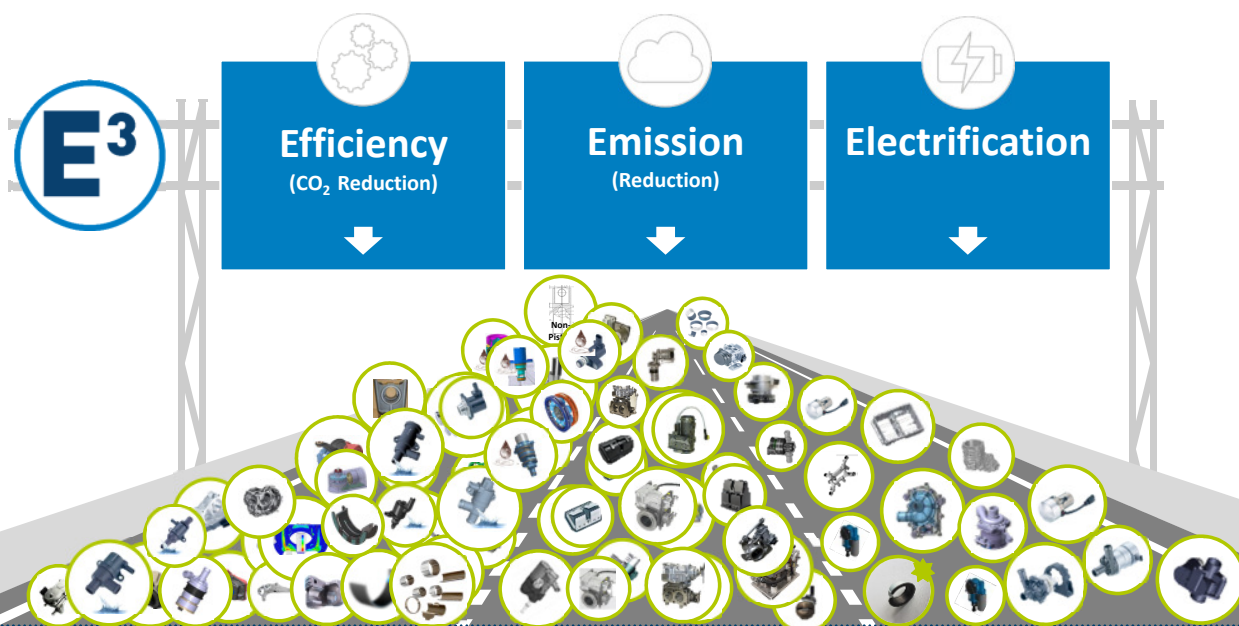 E³
Efficiency
(CO₂ Reduction)
Emission
(Reduction)
Electrification
Non-